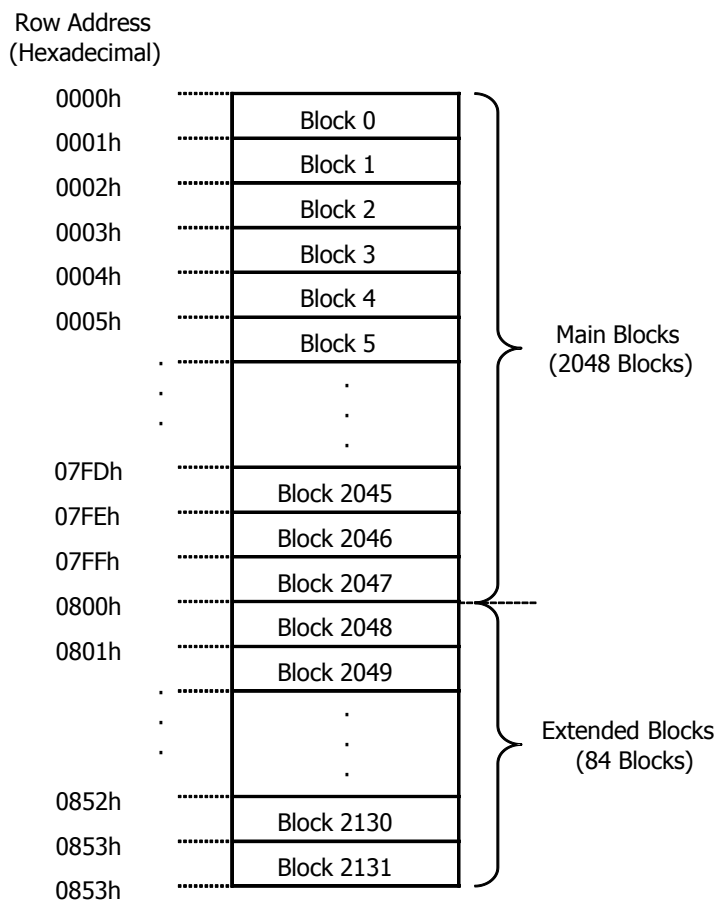 Row Address
(Hexadecimal)
0000h
Block 0
0001h
Block 1
0002h
Block 2
0003h
Block 3
0004h
Block 4
0005h
Block 5
Main Blocks
(2048 Blocks)
.
.
.
.
.
.
07FDh
Block 2045
07FEh
Block 2046
07FFh
Block 2047
0800h
Block 2048
0801h
Block 2049
.
.
.
.
.
.
Extended Blocks
(84 Blocks)
0852h
Block 2130
0853h
Block 2131
0853h